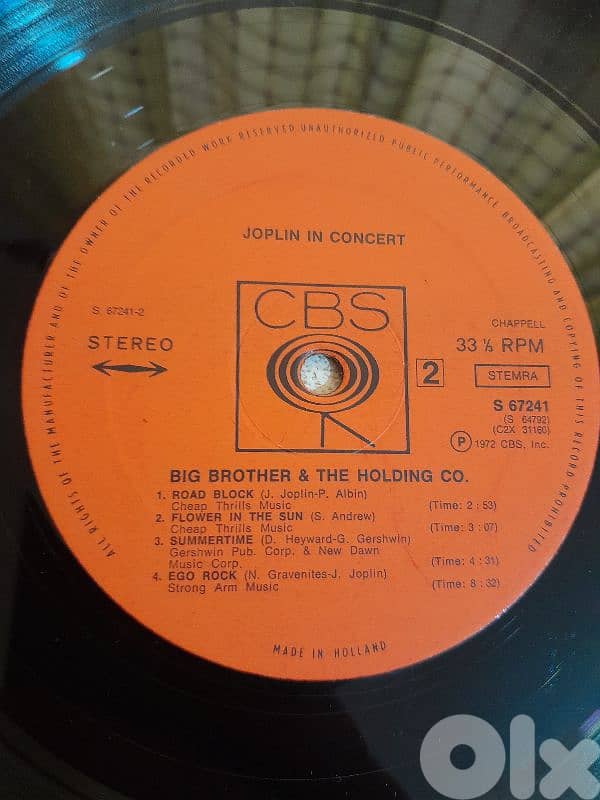 ALL RIGHTS OF THE MANUFACTURER AND OF THE OWNER OF THE RECORDED WORK RESERVED UNAUTHORIZED PUBLIC PERFORMANCE BROADCASTING AND COPYING OF THIS RECORD PROHIBITED
JOPLIN IN CONCERT
S 67241-2
STEREO
CBS
CHAPPELL
33 ⅓ RPM
2
STEMRA
S 67241
(S 64792)
(C2X 31160)
Ⓟ 1972 CBS, Inc.
BIG BROTHER & THE HOLDING CO.
1. ROAD BLOCK (J. Joplin-P. Albin)
Cheap Thrills Music (Time: 2 : 53)
2. FLOWER IN THE SUN (S. Andrew)
Cheap Thrills Music (Time: 3 : 07)
3. SUMMERTIME (D. Heyward-G. Gershwin)
Gershwin Pub. Corp. & New Dawn
Music Corp. (Time: 4 : 31)
4. EGO ROCK (N. Gravenites-J. Joplin)
Strong Arm Music (Time: 8 : 32)
MADE IN HOLLAND
OLX